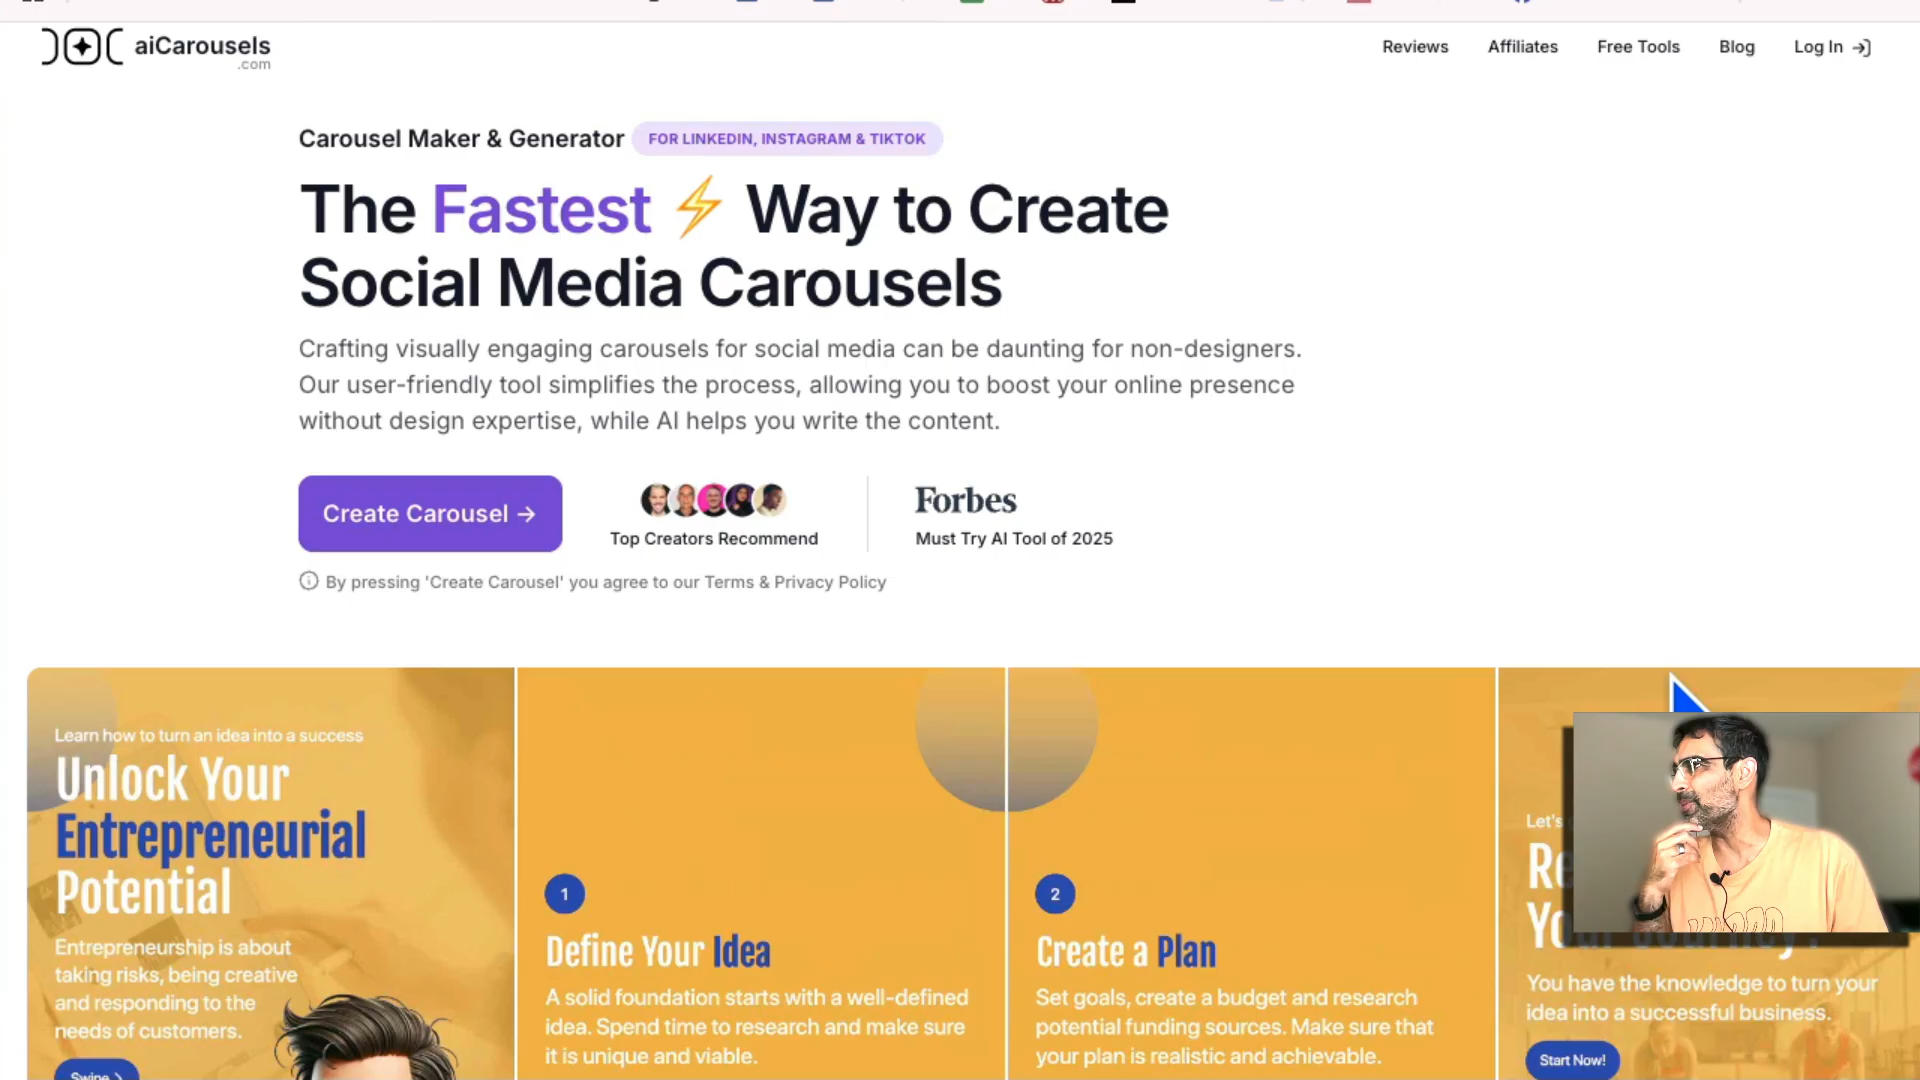 aiCarousels
.com
Reviews
Affiliates
Free Tools
Blog
Log In
Carousel Maker & Generator
FOR LINKEDIN, INSTAGRAM & TIKTOK
The Fastest ⚡ Way to Create
Social Media Carousels
Crafting visually engaging carousels for social media can be daunting for non-designers.
Our user-friendly tool simplifies the process, allowing you to boost your online presence
without design expertise, while AI helps you write the content.
Create Carousel →
Top Creators Recommend
Forbes
Must Try AI Tool of 2025
By pressing 'Create Carousel' you agree to our Terms & Privacy Policy
Learn how to turn an idea into a success
Unlock Your
Entrepreneurial
Potential
Entrepreneurship is about
taking risks, being creative
and responding to the
needs of customers.
Swipe >
1
Define Your Idea
A solid foundation starts with a well-defined
idea. Spend time to research and make sure
it is unique and viable.
2
Create a Plan
Set goals, create a budget and research
potential funding sources. Make sure that
your plan is realistic and achievable.
Let's
You have the knowledge to turn your
idea into a successful business.
Start Now!